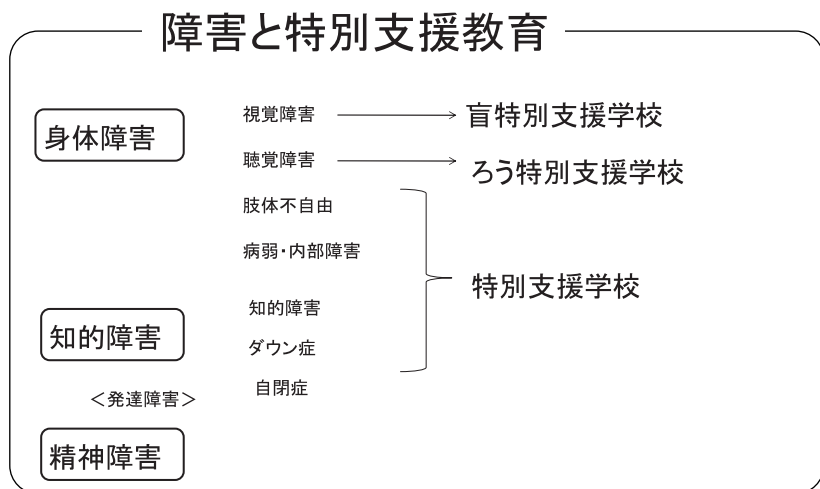 障害と特別支援教育
身体障害
視覚障害
盲特別支援学校
聴覚障害
ろう特別支援学校
肢体不自由
病弱・内部障害
特別支援学校
知的障害
知的障害
ダウン症
自閉症
＜発達障害＞
精神障害